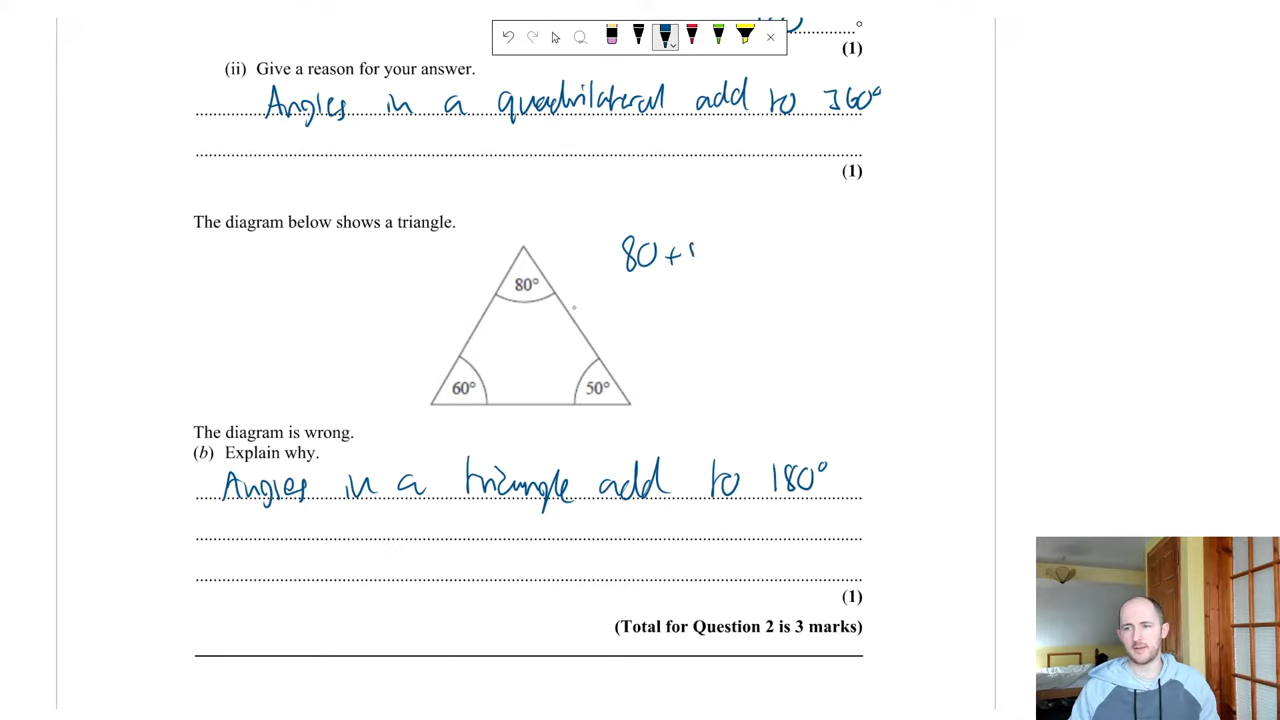 (1)
(ii) Give a reason for your answer.
Angles in a quadrilateral add to 360°
(1)
The diagram below shows a triangle.
80 +
80°
60°
50°
The diagram is wrong.
(b) Explain why.
Angles in a triangle add to 180°
(1)
(Total for Question 2 is 3 marks)